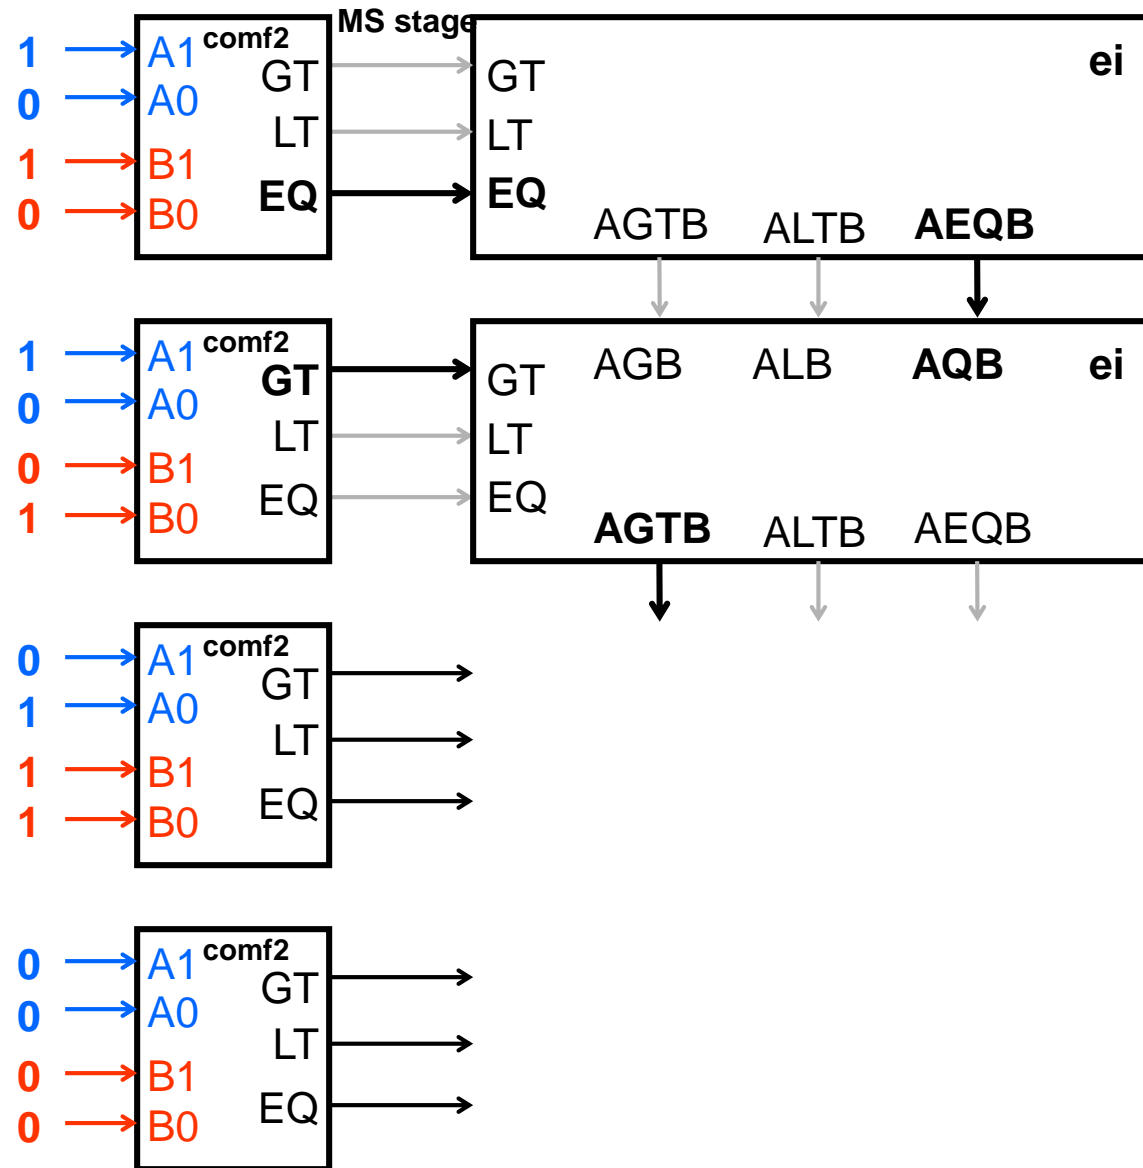 MS stage
1 A1 comf2 GT GT ei
0 A0 LT LT
1 B1 EQ EQ
0 B0 AGTB ALTB AEQB
1 A1 comf2 GT GT AGB ALB AQB ei
0 A0 LT LT
0 B1 EQ EQ
1 B0 AGTB ALTB AEQB
0 A1 comf2 GT
1 A0 LT
1 B1 EQ
1 B0
0 A1 comf2 GT
0 A0 LT
0 B1 EQ
0 B0